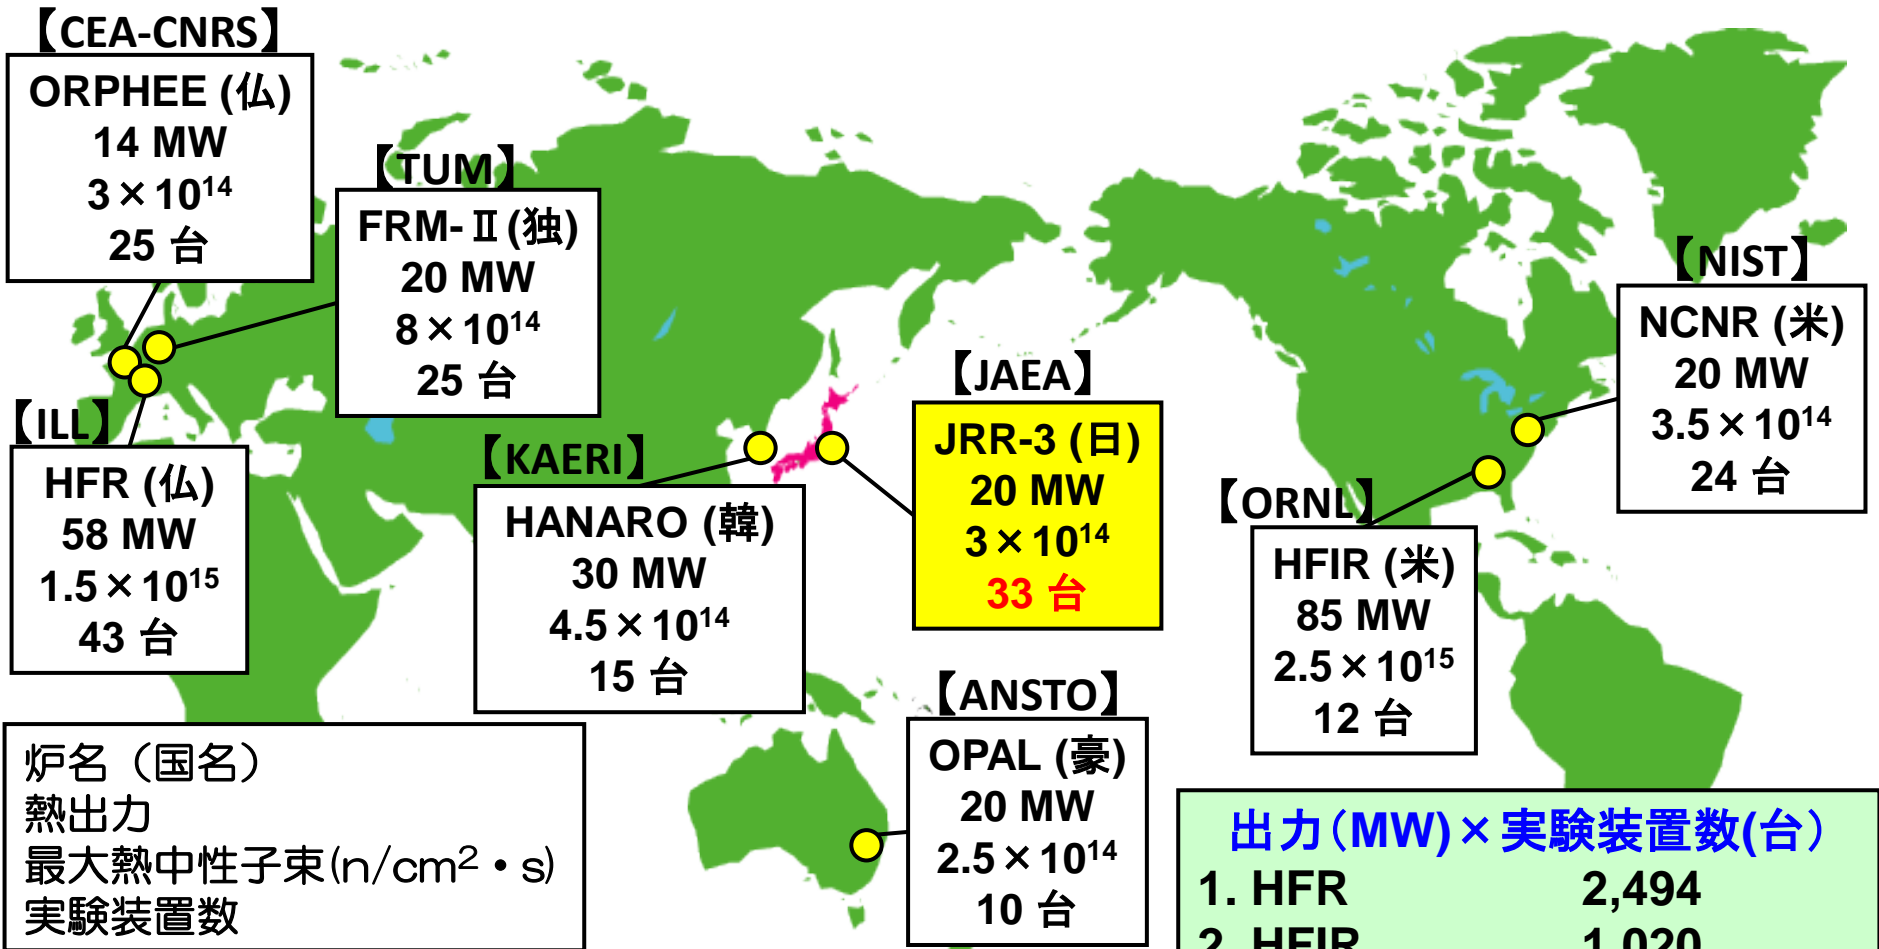 【CEA-CNRS】
ORPHEE (仏)
14 MW
3×10¹⁴
25 台
【TUM】
FRM-Ⅱ(独)
20 MW
8×10¹⁴
25 台
【ILL】
HFR (仏)
58 MW
1.5×10¹⁵
43 台
【KAERI】
HANARO (韓)
30 MW
4.5×10¹⁴
15 台
【JAEA】
JRR-3 (日)
20 MW
3×10¹⁴
33 台
【NIST】
NCNR (米)
20 MW
3.5×10¹⁴
24 台
【ORNL】
HFIR (米)
85 MW
2.5×10¹⁵
12 台
【ANSTO】
OPAL (豪)
20 MW
2.5×10¹⁴
10 台
炉名（国名）
熱出力
最大熱中性子束(n/cm²・s)
実験装置数
出力(MW)×実験装置数(台)
1. HFR 2,494
2. HFIR 1,020